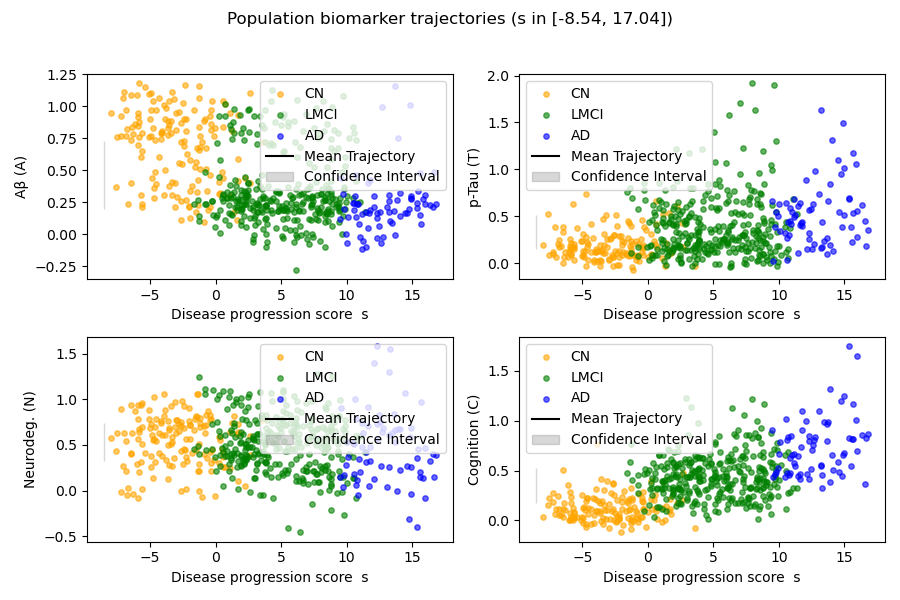 Population biomarker trajectories (s in [-8.54, 17.04])
Aβ (A)
1.25
1.00
0.75
0.50
0.25
0.00
−0.25
−5
0
5
10
15
Disease progression score s
CN
LMCI
AD
Mean Trajectory
Confidence Interval
p-Tau (T)
2.0
1.5
1.0
0.5
0.0
−5
0
5
10
15
Disease progression score s
CN
LMCI
AD
Mean Trajectory
Confidence Interval
Neurodeg. (N)
1.5
1.0
0.5
0.0
−0.5
−5
0
5
10
15
Disease progression score s
CN
LMCI
AD
Mean Trajectory
Confidence Interval
Cognition (C)
1.5
1.0
0.5
0.0
−5
0
5
10
15
Disease progression score s
CN
LMCI
AD
Mean Trajectory
Confidence Interval